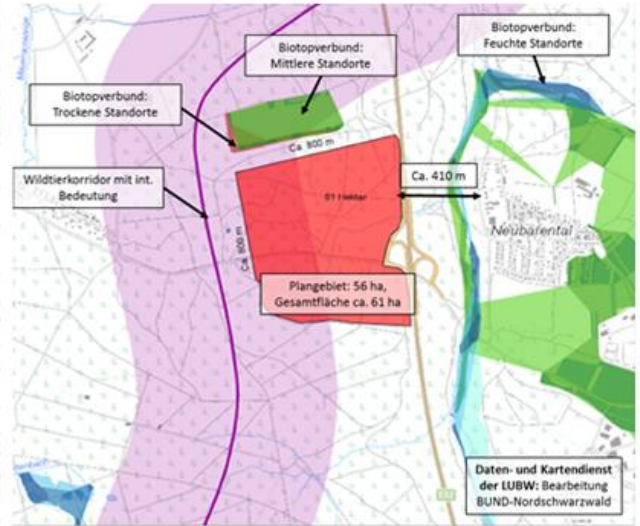 Biotopverbund:
Mittlere Standorte
Biotopverbund:
Feuchte Standorte
Biotopverbund:
Trockene Standorte
Ca. 800 m
Wildtierkorridor mit int.
Bedeutung
Ca. 410 m
61 Hektar
Neubärental
Ca. 800 m
Plangebiet: 56 ha,
Gesamtfläche ca. 61 ha
Daten- und Kartendienst
der LUBW: Bearbeitung
BUND-Nordschwarzwald